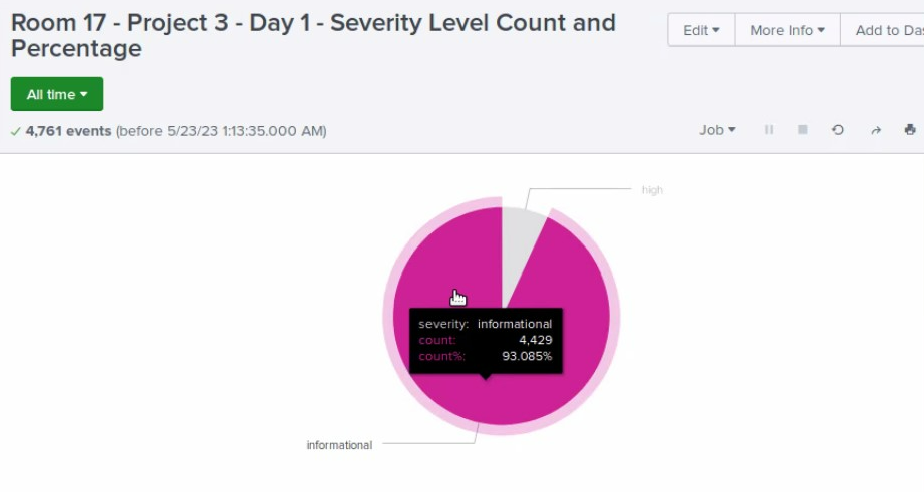 Room 17 - Project 3 - Day 1 - Severity Level Count and
Percentage
Edit
More Info
Add to Das
All time
4,761 events (before 5/23/23 1:13:35.000 AM)
Job
high
severity: informational
count: 4,429
count%: 93.085%
informational